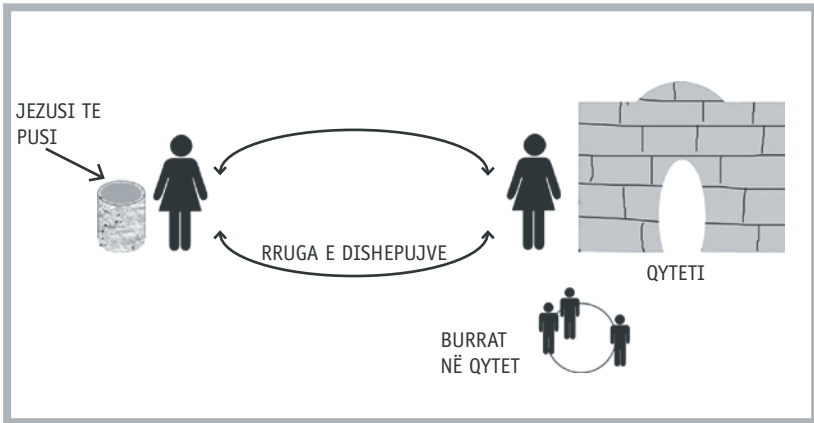 JEZUSI TE
PUSI
RRUGA E DISHEPUJVE
QYTETI
BURRAT
NË QYTET